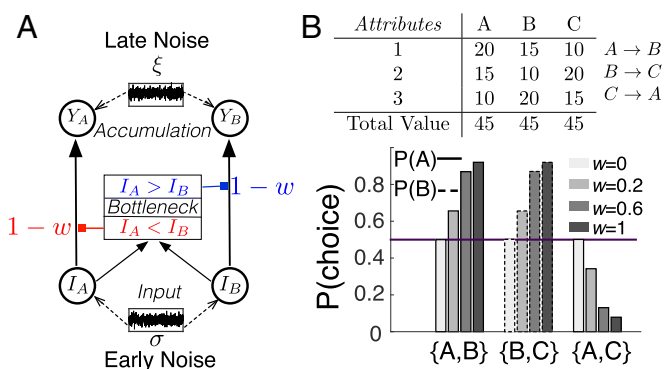 A
Late Noise
ξ
Y_A Y_B
Accumulation
I_A > I_B 1 − w
Bottleneck
1 − w I_A < I_B
I_A I_B
Input
σ
Early Noise
B
Attributes A B C
1 20 15 10 A → B
2 15 10 20 B → C
3 10 20 15 C → A
Total Value 45 45 45
P(A)
P(B)
w=0
w=0.2
w=0.6
w=1
P(choice)
0.8
0.6
0.4
0.2
0
{A,B} {B,C} {A,C}